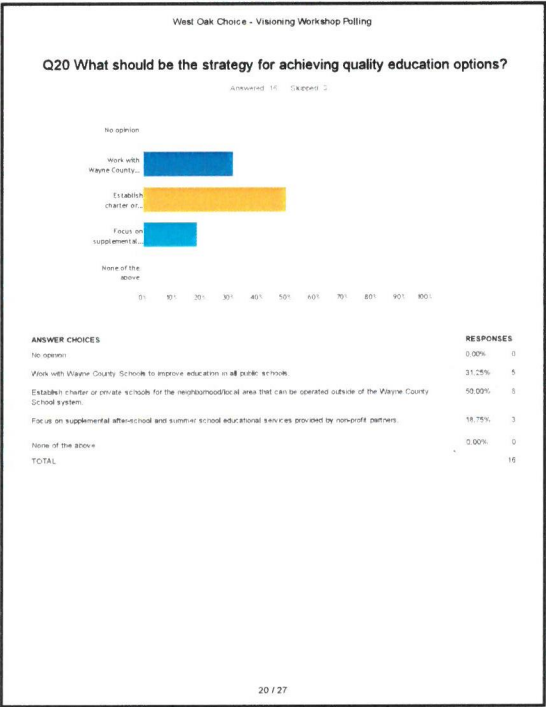 West Oak Choice - Visioning Workshop Polling
Q20 What should be the strategy for achieving quality education options?
Answered: 16 Skipped:
No opinion
Work with
Wayne County...
Establish
charter or...
Focus on
supplemental...
None of the
above
0% 10% 20% 30% 40% 50% 60% 70% 80% 90% 100%
ANSWER CHOICES RESPONSES
No opinion 0.00% 0
Work with Wayne County Schools to improve education in all public schools. 31.25% 5
Establish charter or private schools for the neighborhood/local area that can be operated outside of the Wayne County 50.00% 8
School system.
Focus on supplemental after-school and summer school educational services provided by non-profit partners. 18.75% 3
None of the above 0.00% 0
TOTAL 16
20 / 27